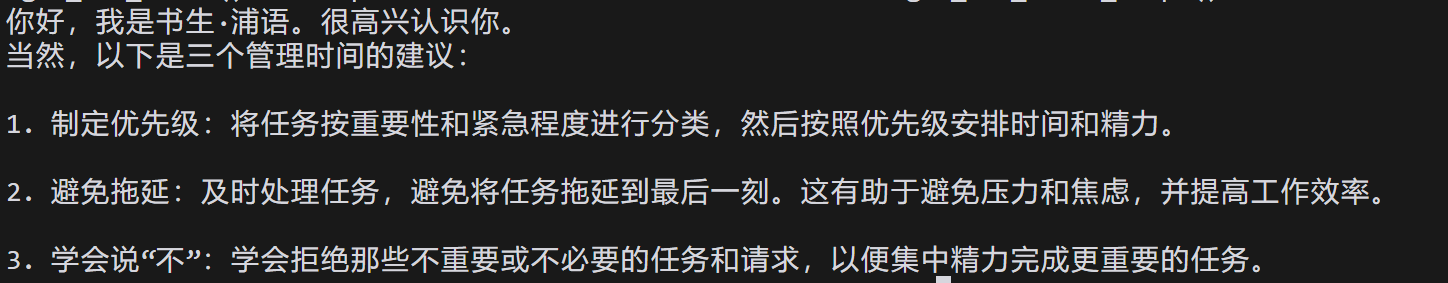 你好，我是书生·浦语。很高兴认识你。
当然，以下是三个管理时间的建议：
1. 制定优先级：将任务按重要性和紧急程度进行分类，然后按照优先级安排时间和精力。
2. 避免拖延：及时处理任务，避免将任务拖延到最后一刻。这有助于避免压力和焦虑，并提高工作效率。
3. 学会说“不”：学会拒绝那些不重要或不必要的任务和请求，以便集中精力完成更重要的任务。